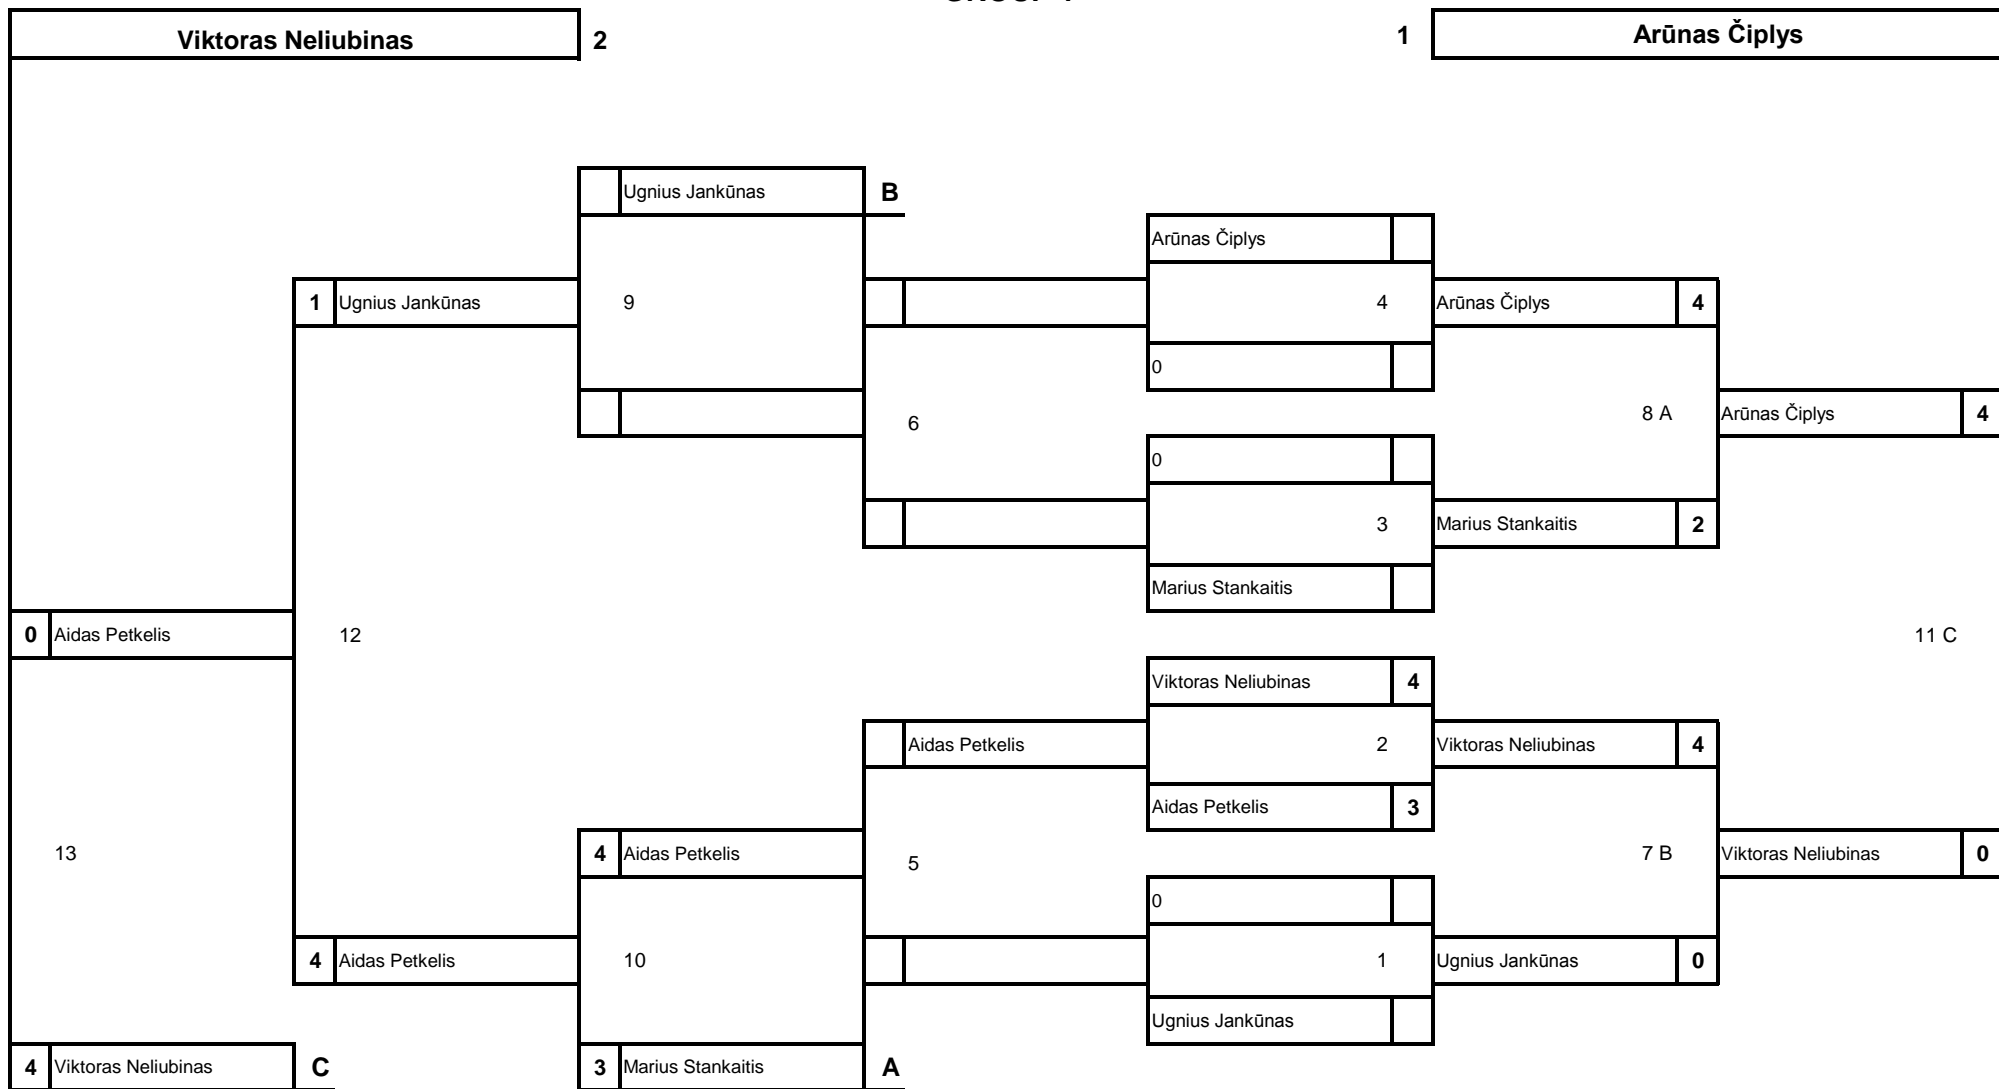 Viktoras Neliubinas 2 1 Arūnas Čiplys
Ugnius Jankūnas B
Arūnas Čiplys
1 Ugnius Jankūnas 9 4 Arūnas Čiplys 4
0
6 8 A Arūnas Čiplys 4
0
3 Marius Stankaitis 2
Marius Stankaitis
0 Aidas Petkelis 12 11 C
Viktoras Neliubinas 4
Aidas Petkelis 2 Viktoras Neliubinas 4
Aidas Petkelis 3
13 4 Aidas Petkelis 5 7 B Viktoras Neliubinas 0
0
4 Aidas Petkelis 10 1 Ugnius Jankūnas 0
Ugnius Jankūnas
4 Viktoras Neliubinas C 3 Marius Stankaitis A